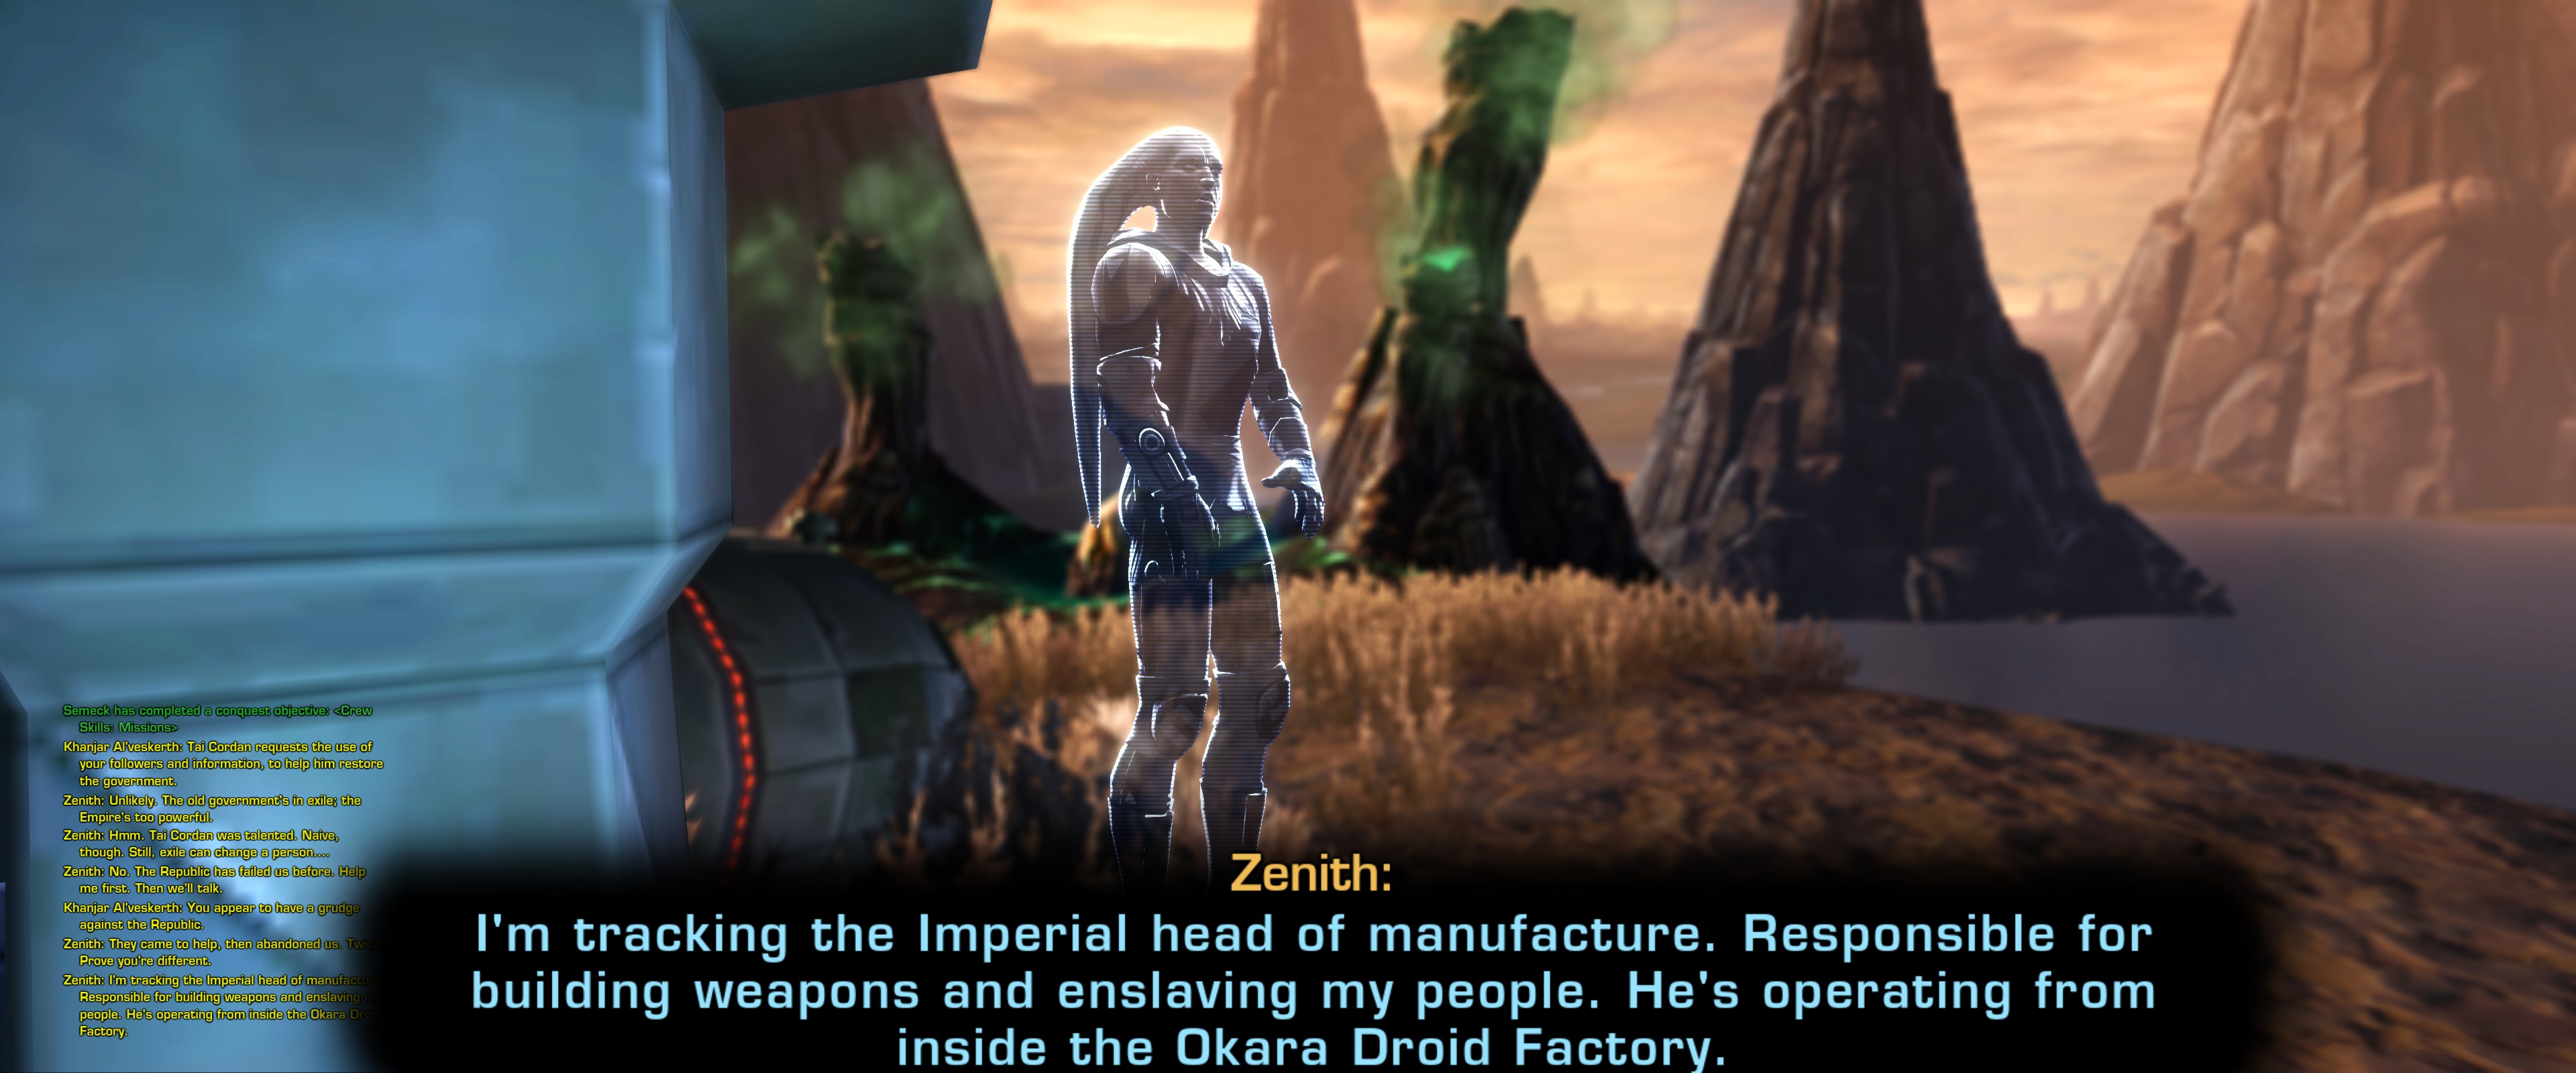 Semeck has completed a conquest objective: <Crew
Skills: Missions>
Khanjar Al'veskerth: Tai Cordan requests the use of
your followers and information, to help him restore
the government.
Zenith: Unlikely. The old government's in exile; the
Empire's too powerful.
Zenith: Hmm. Tai Cordan was talented. Naive,
though. Still, exile can change a person....
Zenith: No. The Republic has failed us before. Help
me first. Then we'll talk.
Khanjar Al'veskerth: You appear to have a grudge
against the Republic.
Zenith: They came to help, then abandoned us. Twice.
Prove you're different.
Zenith: I'm tracking the Imperial head of manufacture.
Responsible for building weapons and enslaving my
people. He's operating from inside the Okara Droid
Factory.
Zenith:
I'm tracking the Imperial head of manufacture. Responsible for
building weapons and enslaving my people. He's operating from
inside the Okara Droid Factory.